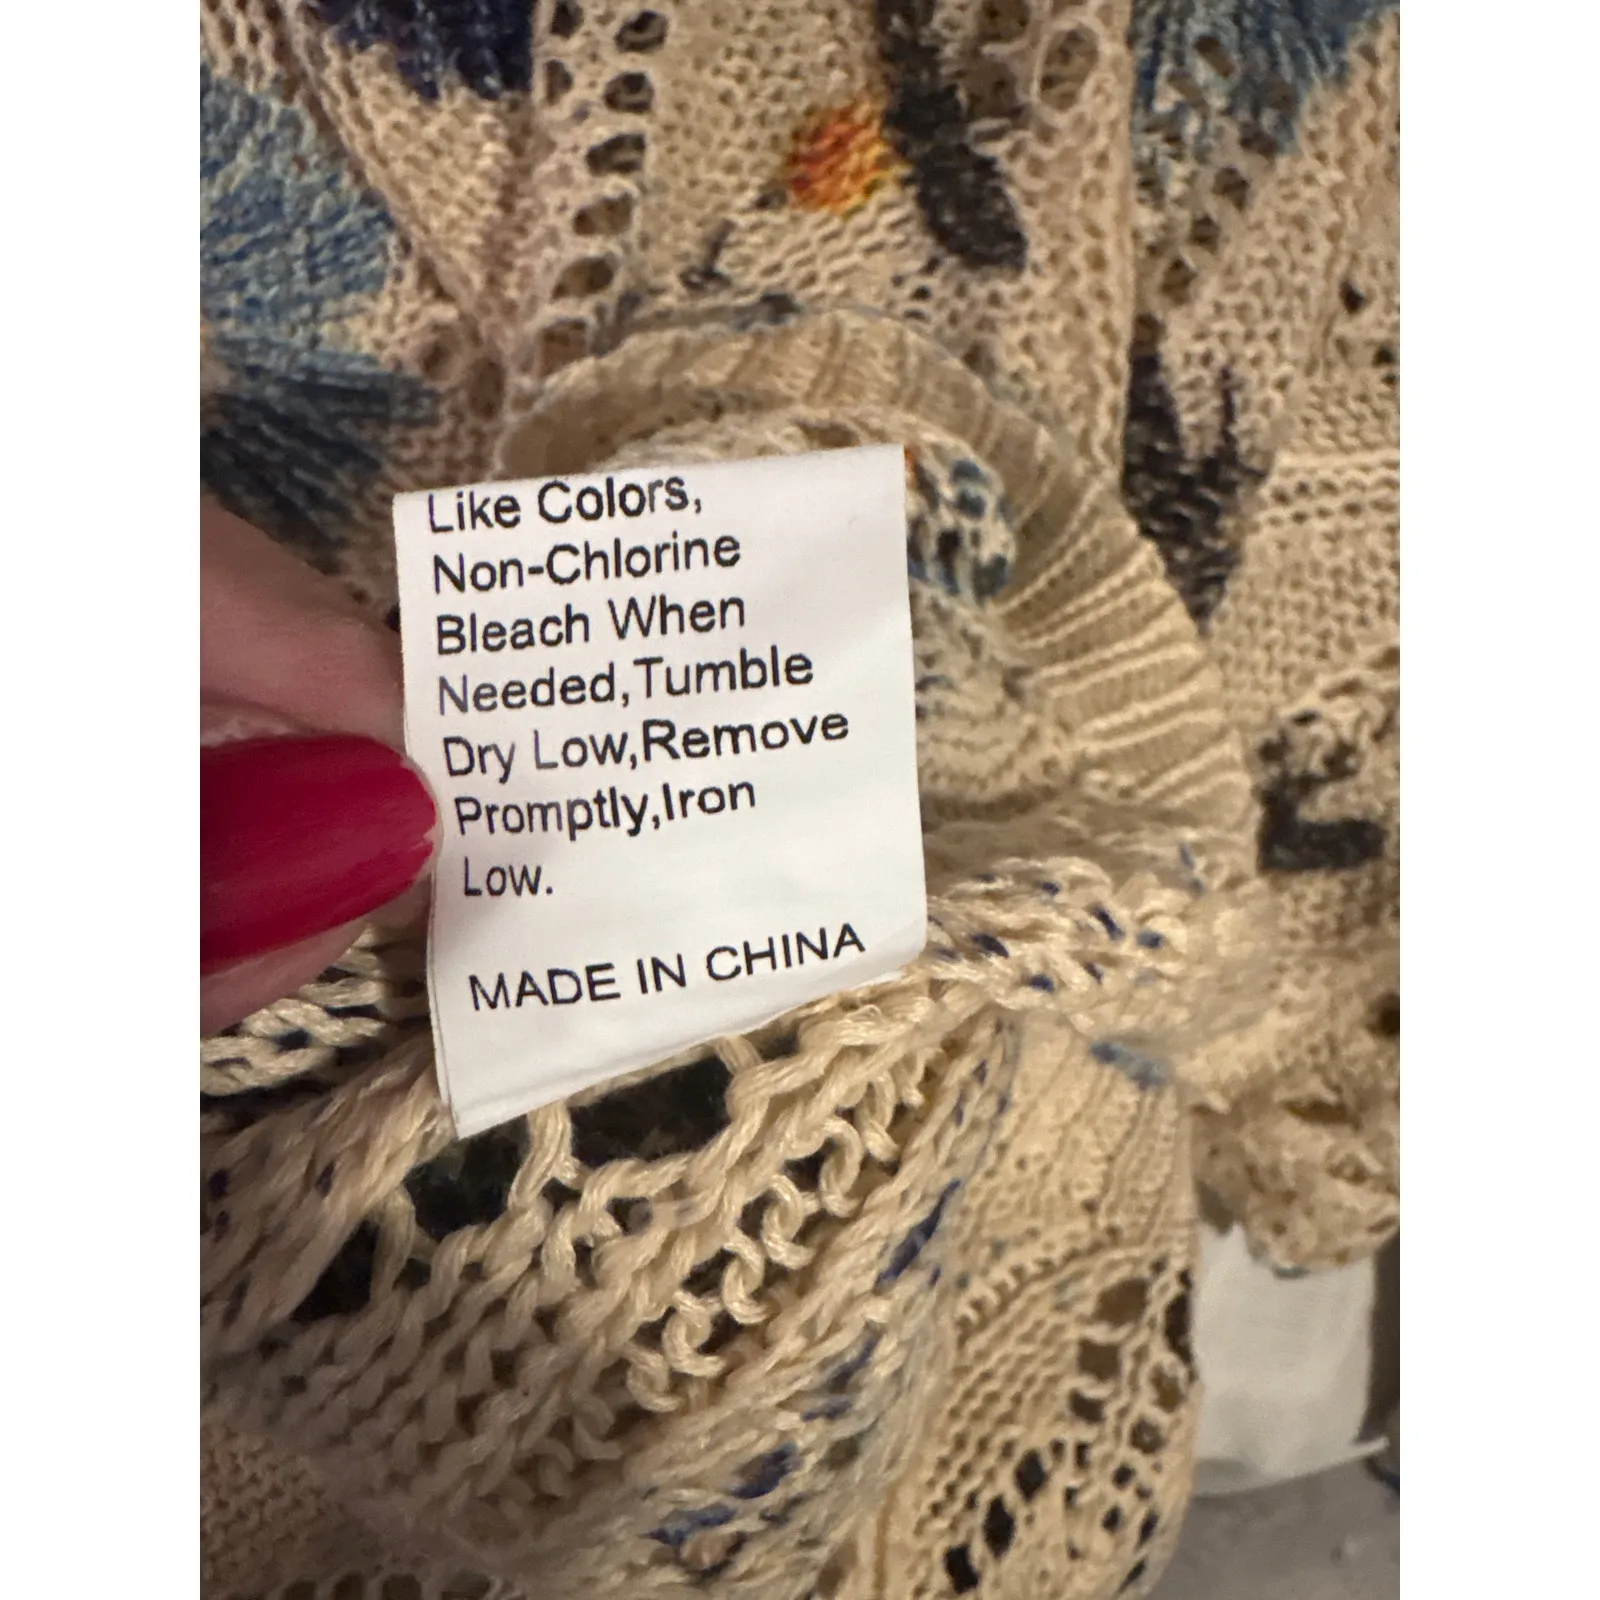 Like Colors,
Non-Chlorine
Bleach When
Needed,Tumble
Dry Low,Remove
Promptly,Iron
Low.
MADE IN CHINA